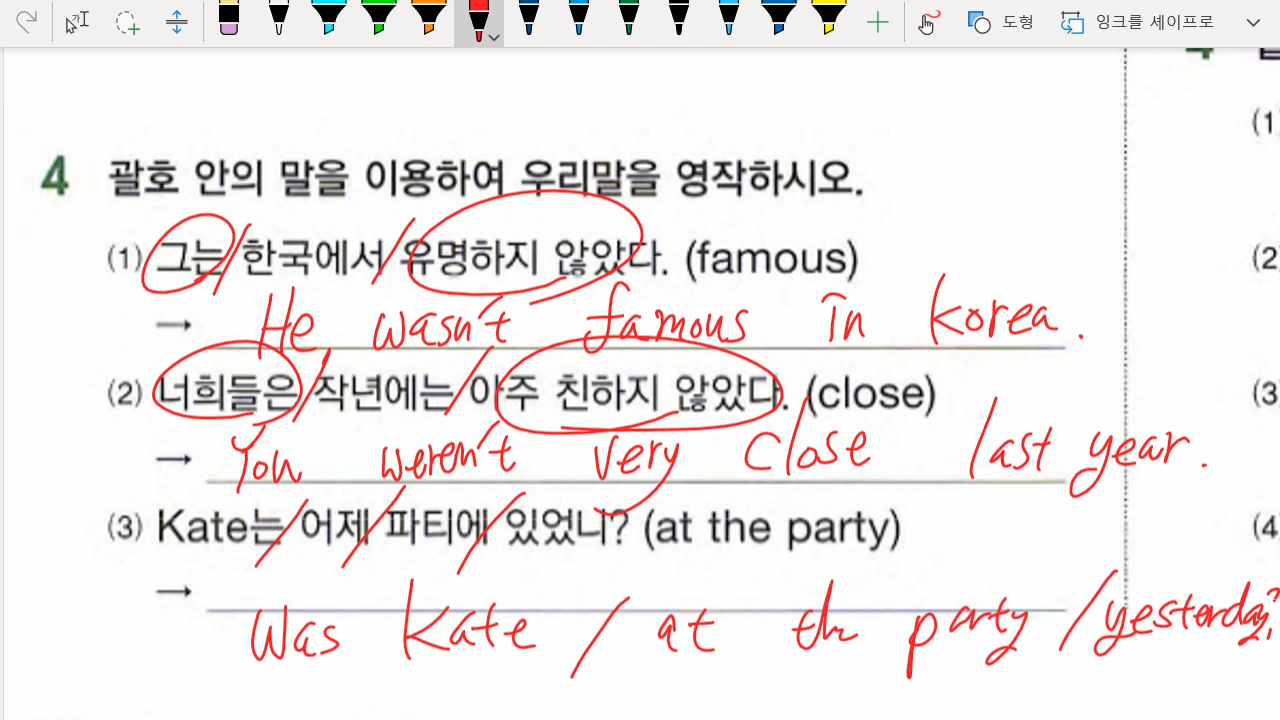 도형
잉크를 셰이프로
4 괄호 안의 말을 이용하여 우리말을 영작하시오.
(1) 그는 / 한국에서 / 유명하지 않았다. (famous)
→ He wasn't famous in korea.
(2) 너희들은 / 작년에는 / 아주 친하지 않았다. (close)
→ You weren't very close last year.
(3) Kate는 / 어제 / 파티에 / 있었니? (at the party)
→ Was Kate / at the party / yesterday?
(1
(2
(3
(4